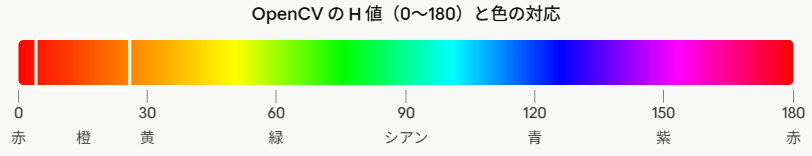 OpenCV の H 値（0〜180）と色の対応
0 30 60 90 120 150 180
赤 橙 黄 緑 シアン 青 紫 赤